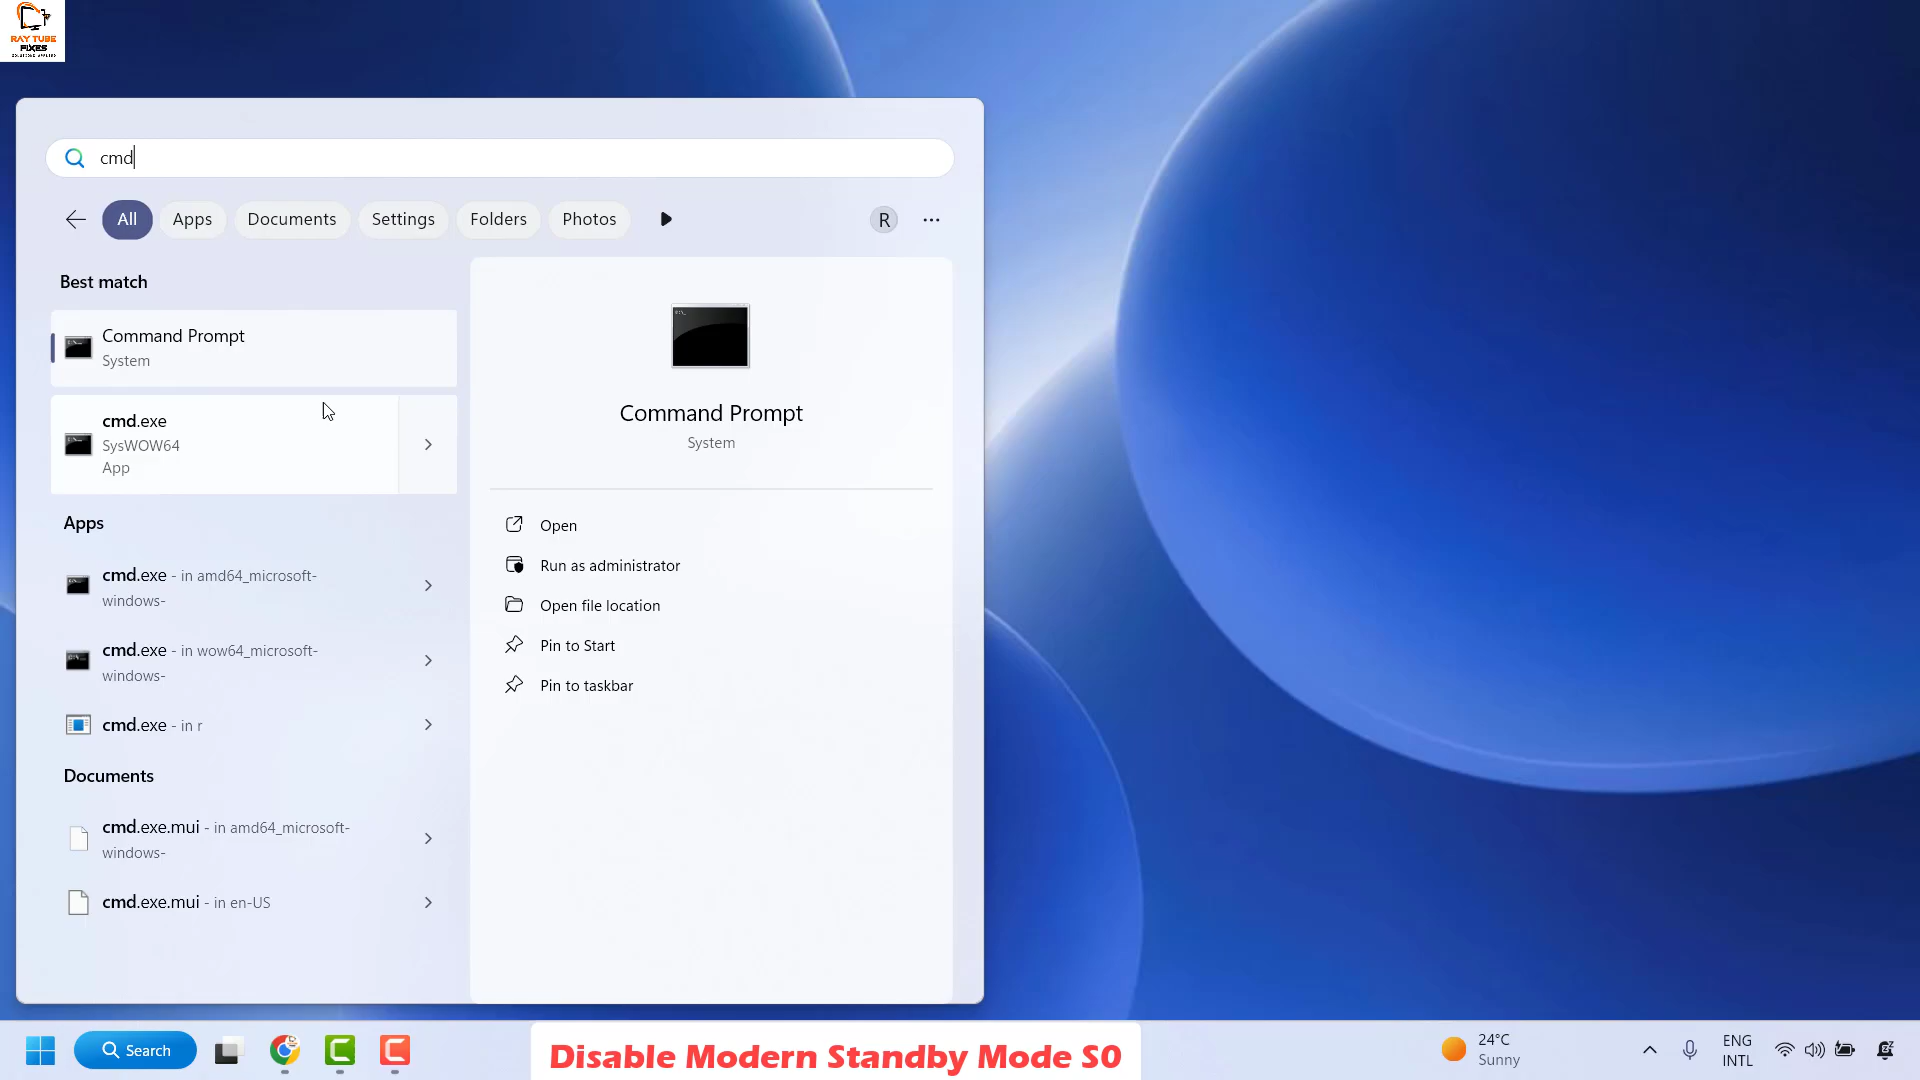 RAY TUBE
FIXES
cmd
All
Apps
Documents
Settings
Folders
Photos
R
Best match
Command Prompt
System
cmd.exe
SysWOW64
App
Apps
cmd.exe - in amd64_microsoft-
windows-
cmd.exe - in wow64_microsoft-
windows-
cmd.exe - in r
Documents
cmd.exe.mui - in amd64_microsoft-
windows-
cmd.exe.mui - in en-US
Command Prompt
System
Open
Run as administrator
Open file location
Pin to Start
Pin to taskbar
Search
Disable Modern Standby Mode S0
24°C
Sunny
ENG
INTL